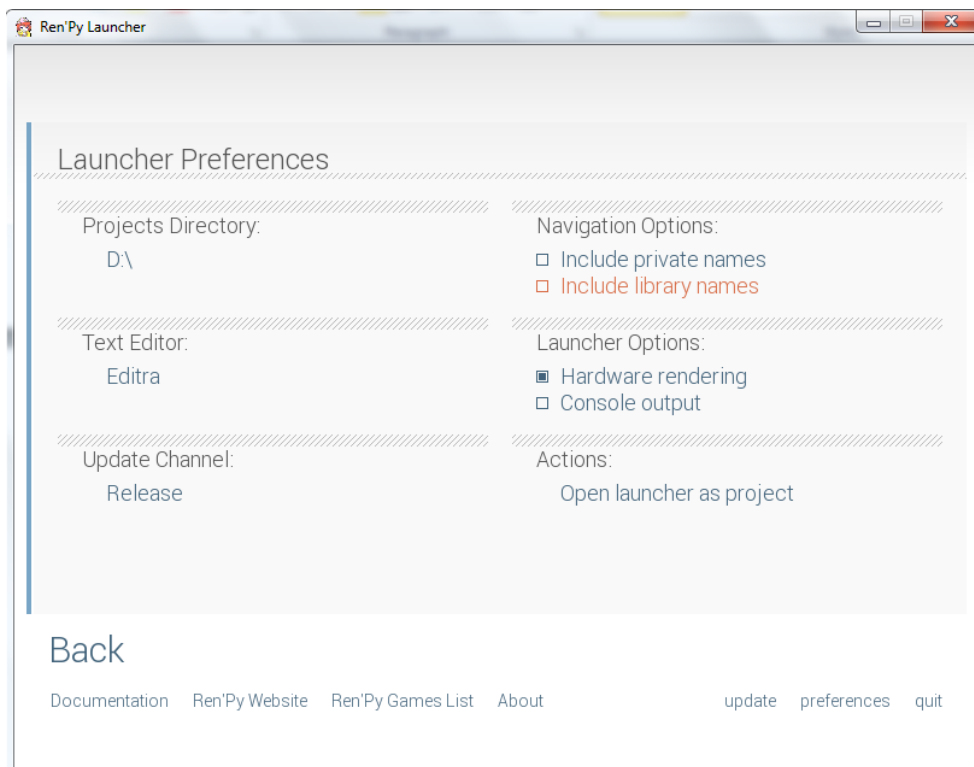 Ren'Py Launcher
Launcher Preferences
Projects Directory:
D:\
Navigation Options:
Include private names
Include library names
Text Editor:
Editra
Launcher Options:
Hardware rendering
Console output
Update Channel:
Release
Actions:
Open launcher as project
Back
Documentation Ren'Py Website Ren'Py Games List About update preferences quit